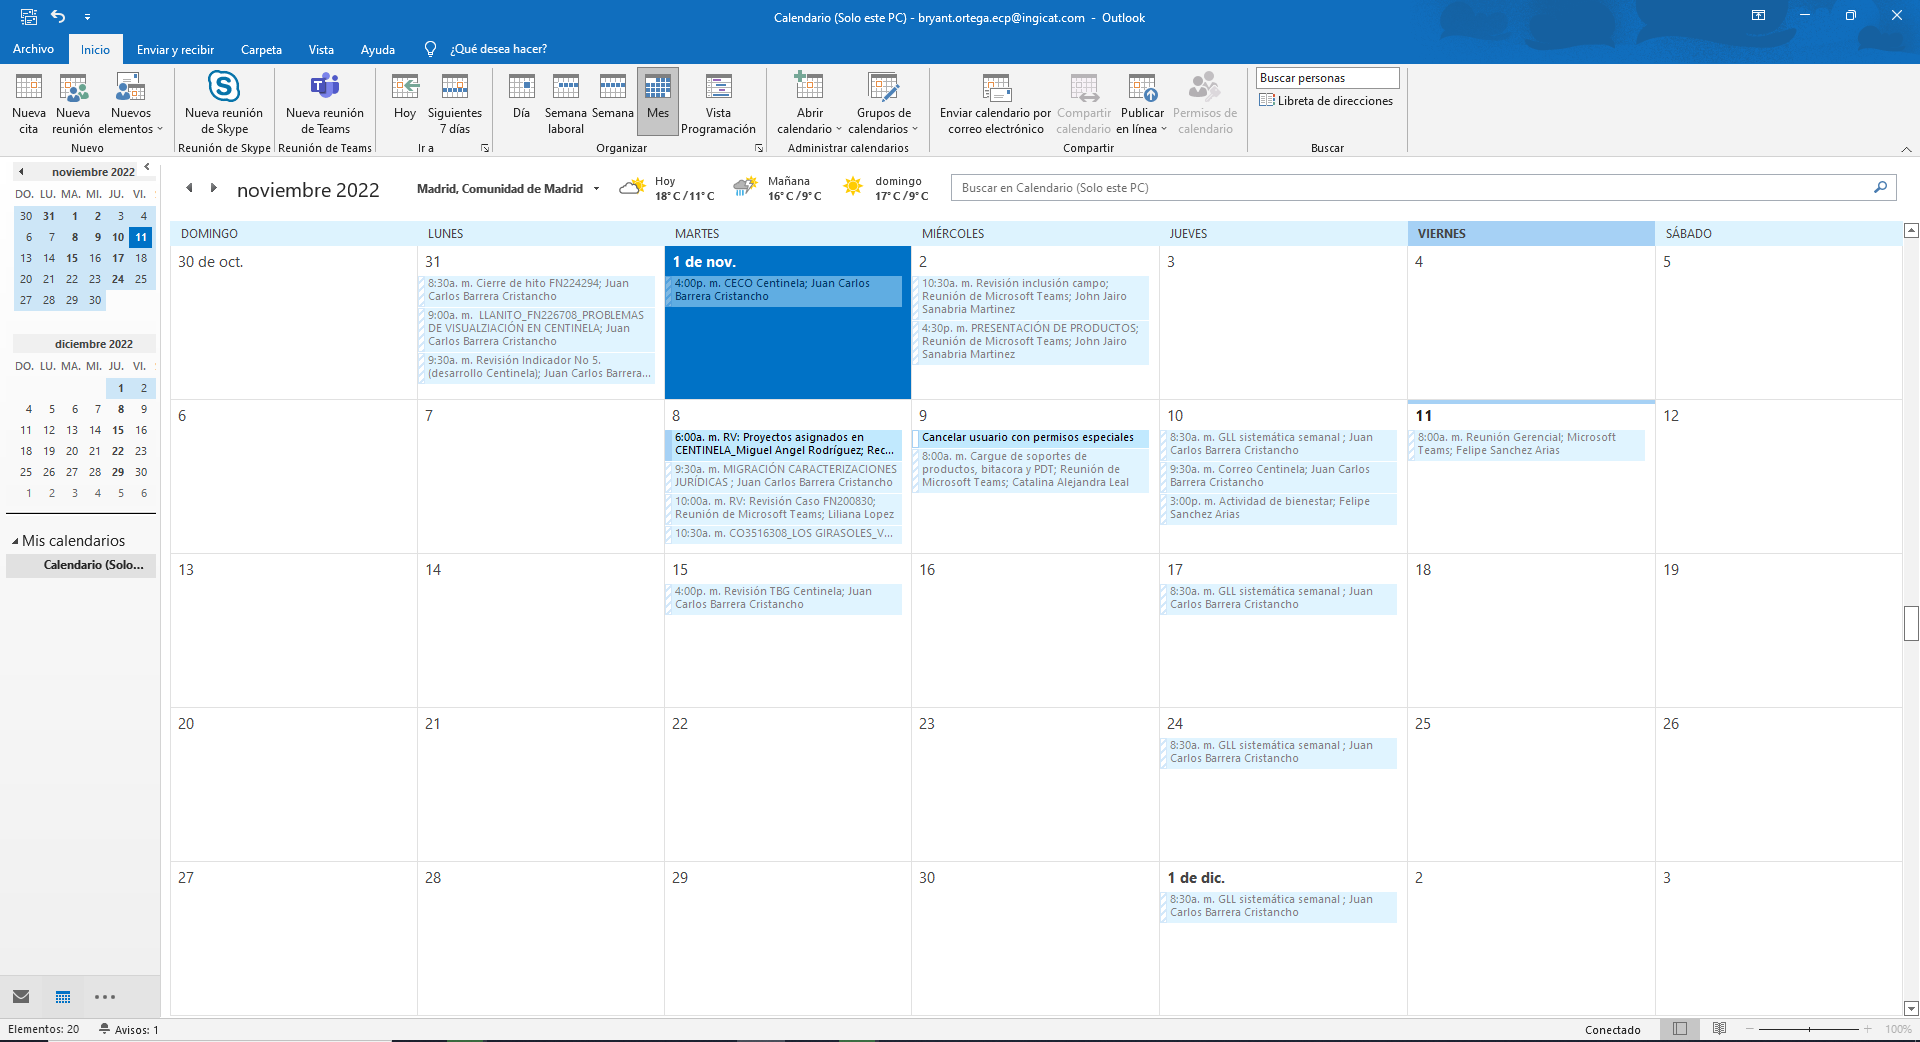 Calendario (Solo este PC) - bryant.ortega.ecp@ingicat.com - Outlook
Archivo
Inicio
Enviar y recibir
Carpeta
Vista
Ayuda
¿Qué desea hacer?
Nueva cita
Nueva reunión
Nuevos elementos
Nuevo
Nueva reunión de Skype
Reunión de Skype
Nueva reunión de Teams
Reunión de Teams
Hoy
Siguientes 7 días
Ir a
Día
Semana laboral
Semana
Mes
Vista Programación
Organizar
Abrir calendario
Grupos de calendarios
Administrar calendarios
Enviar calendario por correo electrónico
Compartir calendario
Publicar en línea
Permisos de calendario
Compartir
Buscar personas
Libreta de direcciones
Buscar
noviembre 2022
DO. LU. MA. MI. JU. VI.
30 31 1 2 3 4
6 7 8 9 10 11
13 14 15 16 17 18
20 21 22 23 24 25
27 28 29 30
diciembre 2022
DO. LU. MA. MI. JU. VI.
1 2
4 5 6 7 8 9
11 12 13 14 15 16
18 19 20 21 22 23
25 26 27 28 29 30
1 2 3 4 5 6
Mis calendarios
Calendario (Solo...
noviembre 2022
Madrid, Comunidad de Madrid
Hoy
18°C/11°C
Mañana
16°C/9°C
domingo
17°C/9°C
Buscar en Calendario (Solo este PC)
DOMINGO LUNES MARTES MIÉRCOLES JUEVES VIERNES SÁBADO
30 de oct.
31
8:30a. m. Cierre de hito FN224294; Juan
Carlos Barrera Cristancho
9:00a. m. LLANITO_FN226708_PROBLEMAS
DE VISUALZIACIÓN EN CENTINELA; Juan
Carlos Barrera Cristancho
9:30a. m. Revisión Indicador No 5.
(desarrollo Centinela); Juan Carlos Barrera...
1 de nov.
4:00p. m. CECO Centinela; Juan Carlos
Barrera Cristancho
2
10:30a. m. Revisión inclusión campo;
Reunión de Microsoft Teams; John Jairo
Sanabria Martinez
4:30p. m. PRESENTACIÓN DE PRODUCTOS;
Reunión de Microsoft Teams; John Jairo
Sanabria Martinez
3
4
5
6
7
8
6:00a. m. RV: Proyectos asignados en
CENTINELA_Miguel Angel Rodríguez; Rec...
9:30a. m. MIGRACIÓN CARACTERIZACIONES
JURÍDICAS ; Juan Carlos Barrera Cristancho
10:00a. m. RV: Revisión Caso FN200830;
Reunión de Microsoft Teams; Liliana Lopez
10:30a. m. CO3516308_LOS GIRASOLES_V...
9
Cancelar usuario con permisos especiales
8:00a. m. Cargue de soportes de
productos, bitacora y PDT; Reunión de
Microsoft Teams; Catalina Alejandra Leal
10
8:30a. m. GLL sistemática semanal ; Juan
Carlos Barrera Cristancho
9:30a. m. Correo Centinela; Juan Carlos
Barrera Cristancho
3:00p. m. Actividad de bienestar; Felipe
Sanchez Arias
11
8:00a. m. Reunión Gerencial; Microsoft
Teams; Felipe Sanchez Arias
12
13
14
15
4:00p. m. Revisión TBG Centinela; Juan
Carlos Barrera Cristancho
16
17
8:30a. m. GLL sistemática semanal ; Juan
Carlos Barrera Cristancho
18
19
20
21
22
23
24
8:30a. m. GLL sistemática semanal ; Juan
Carlos Barrera Cristancho
25
26
27
28
29
30
1 de dic.
8:30a. m. GLL sistemática semanal ; Juan
Carlos Barrera Cristancho
2
3
Elementos: 20
Avisos: 1
Conectado
100%